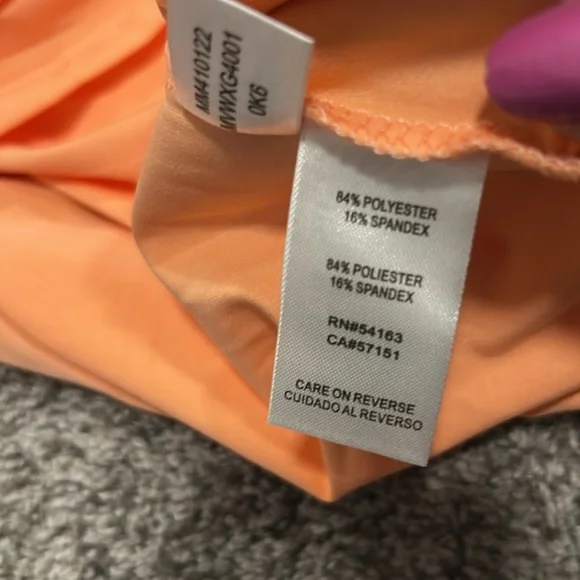 MM410122
WWXG4001
0K6
84% POLYESTER
16% SPANDEX
84% POLIESTER
16% SPANDEX
RN#54163
CA#57151
CARE ON REVERSE
CUIDADO AL REVERSO